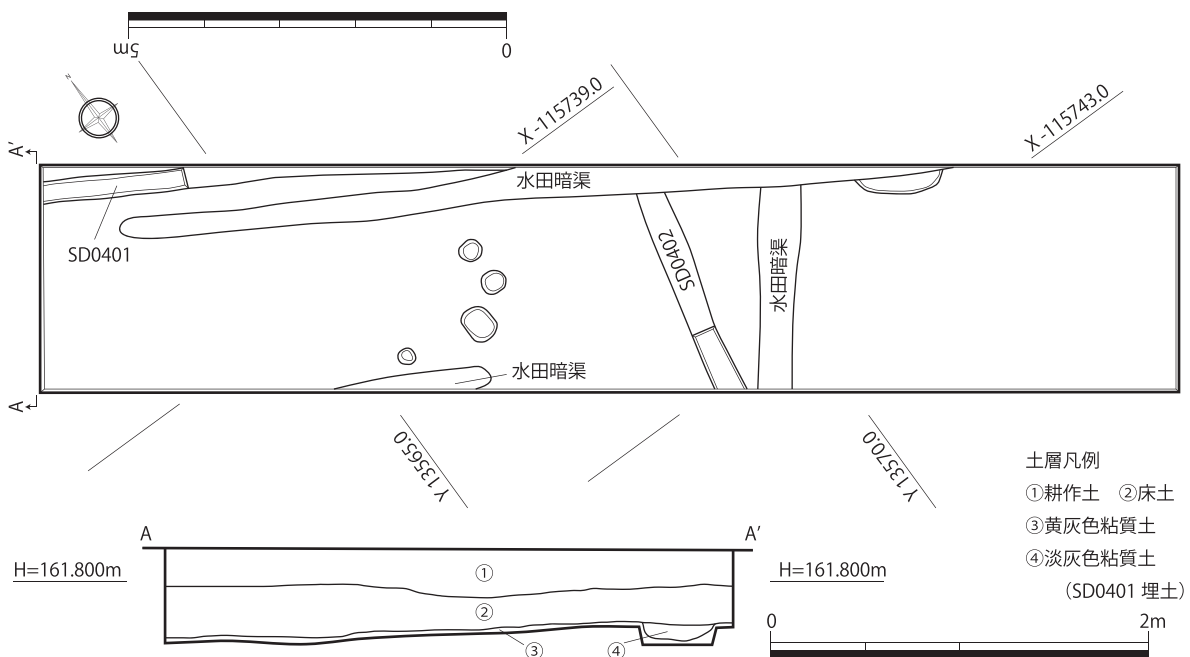 5m
0
N
X -115739.0
X -115743.0
A'
水田暗渠
SD0401
SD0402
水田暗渠
水田暗渠
A
Y 13565.0
Y 13570.0
土層凡例
①耕作土 ②床土
③黄灰色粘質土
④淡灰色粘質土
（SD0401 埋土）
A
A’
H=161.800m
H=161.800m
①
②
③
④
0
2m